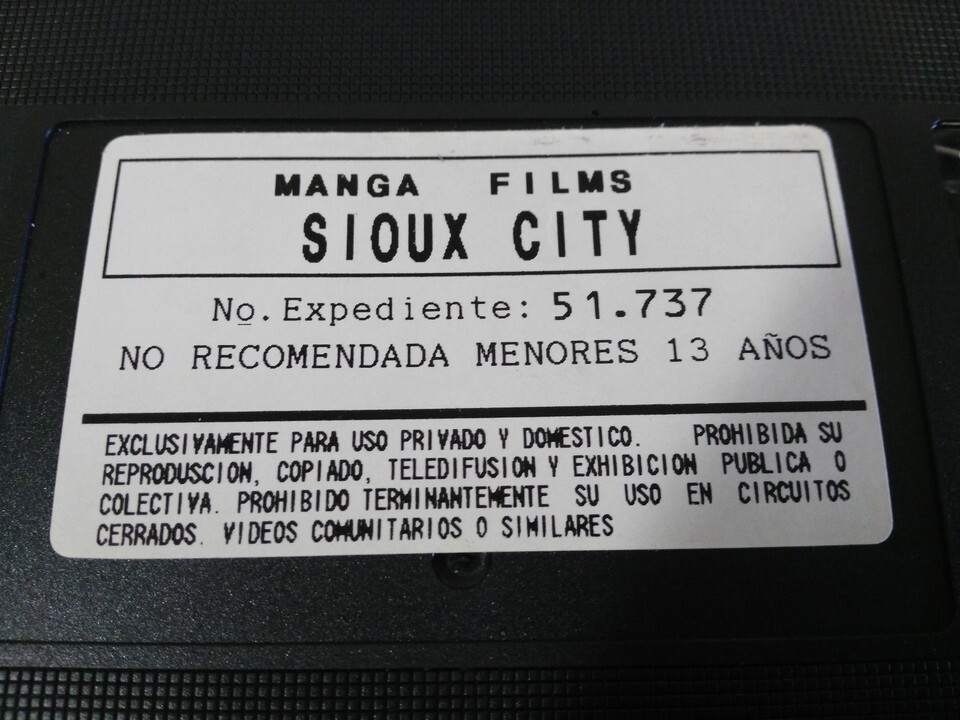 MANGA FILMS
SIOUX CITY
Nº.Expediente: 51.737
NO RECOMENDADA MENORES 13 AÑOS
EXCLUSIVAMENTE PARA USO PRIVADO Y DOMESTICO. PROHIBIDA SU
REPRODUSCION, COPIADO, TELEDIFUSION Y EXHIBICION PUBLICA O
COLECTIVA. PROHIBIDO TERMINANTEMENTE SU USO EN CIRCUITOS
CERRADOS. VIDEOS COMUNITARIOS O SIMILARES